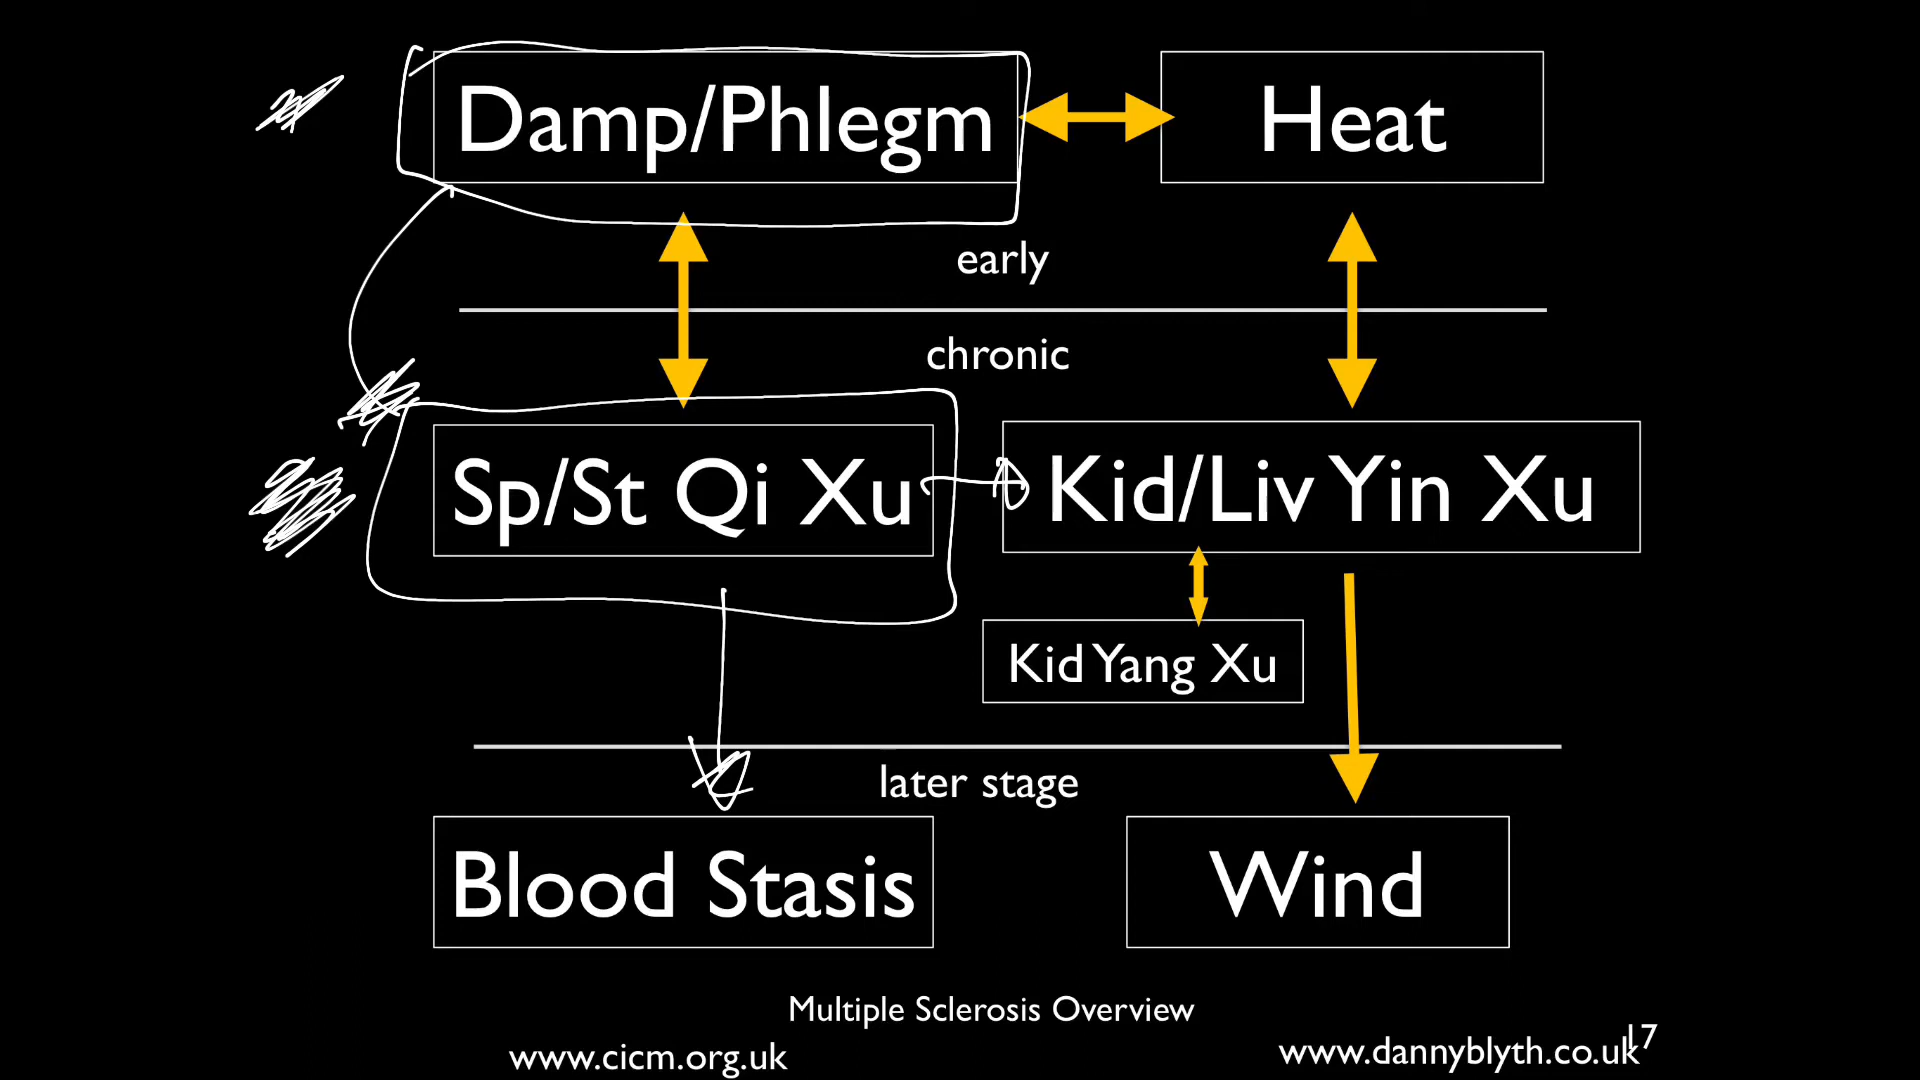 Damp/Phlegm
Heat
early
chronic
Sp/St Qi Xu
Kid/Liv Yin Xu
Kid Yang Xu
later stage
Blood Stasis
Wind
Multiple Sclerosis Overview
www.cicm.org.uk
www.dannyblyth.co.uk
17